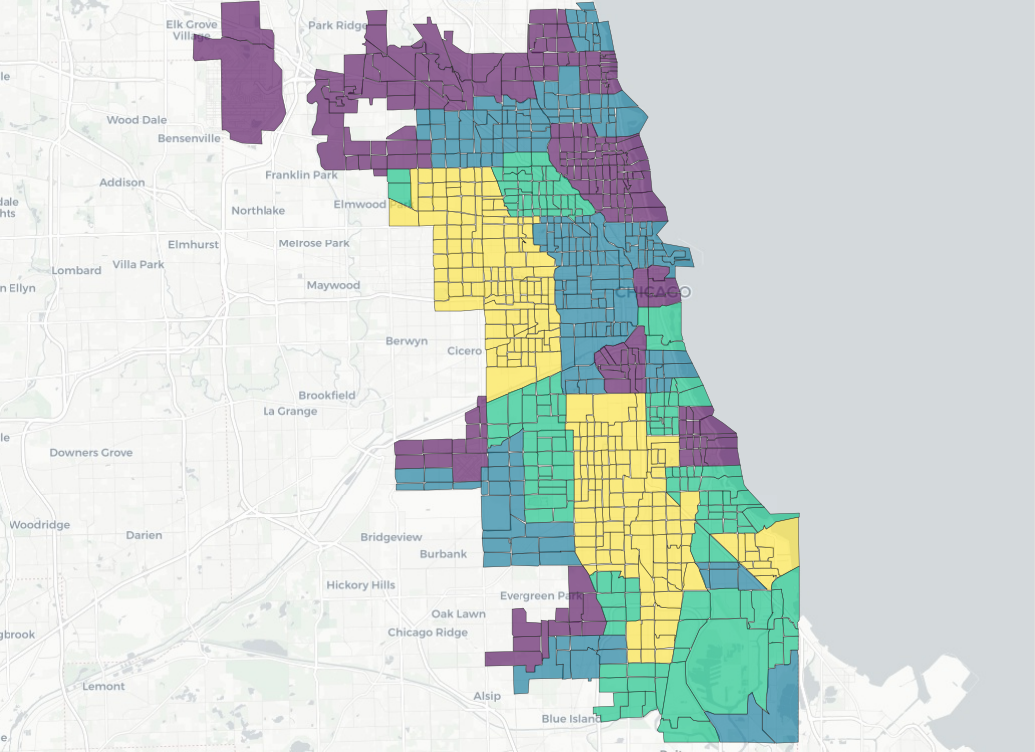 Elk Grove
Village
Park Ridge
Wood Dale
Bensenville
Franklin Park
Addison
Elmwood
Northlake
Elmhurst
Melrose Park
Villa Park
Lombard
Maywood
n Ellyn
CHICAGO
Berwyn
Cicero
Brookfield
La Grange
Downers Grove
Woodridge
Darien
Bridgeview
Burbank
Hickory Hills
Evergreen Park
Oak Lawn
Chicago Ridge
gbrook
Lemont
Alsip
Blue Island